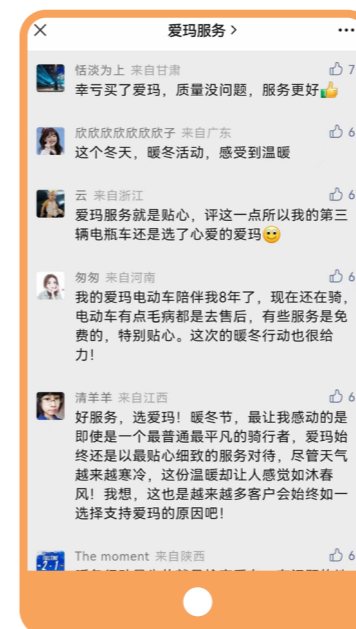 爱玛服务 >
恬淡为上 来自甘肃 7
幸亏买了爱玛，质量没问题，服务更好👍
欣欣欣欣欣欣欣子 来自广东 6
这个冬天，暖冬活动，感受到温暖
云 来自浙江 6
爱玛服务就是贴心，评这一点所以我的第三
辆电瓶车还是选了心爱的爱玛🙂
匆匆 来自河南 6
我的爱玛电动车陪伴我8年了，现在还在骑，
电动车有点毛病都是去售后，有些服务是免
费的，特别贴心。这次的暖冬行动也很给
力！
清羊羊 来自江西 6
好服务，选爱玛！暖冬节，最让我感动的是
即使是一个最普通最平凡的骑行者，爱玛始
终还是以最贴心细致的服务对待，尽管天气
越来越寒冷，这份温暖却让人感觉如沐春
风！我想，这也是越来越多客户会始终如一
选择支持爱玛的原因吧！
The moment 来自陕西 6